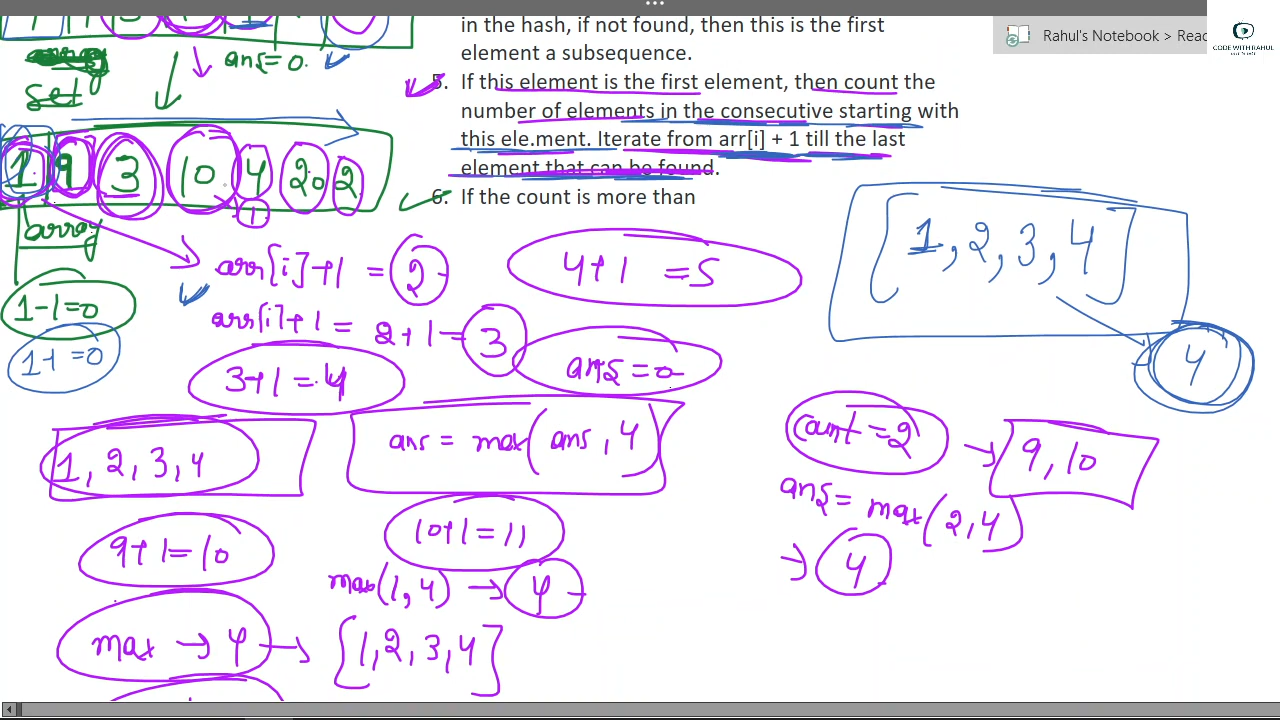 in the hash, if not found, then this is the first
element a subsequence.
5. If this element is the first element, then count the
number of elements in the consecutive starting with
this ele.ment. Iterate from arr[i] + 1 till the last
element that can be found.
6. If the count is more than
Rahul's Notebook > Read
CODE WITH RAHUL
ans=0.
set
1 9 3 10 4 20 2
array
1-1=0
1+ =0
arr[i]+1 = 2
arr[i]+1 = 2+1=3
3+1=4
4+1 =5
ans=0
1, 2, 3, 4
4
1, 2, 3, 4
ans = max(ans, 4)
count=2 → 9, 10
ans= max(2,4)
→ 4
9+1=10
10+1=11
max(1,4) → 4
max → 4 → [1,2,3,4]